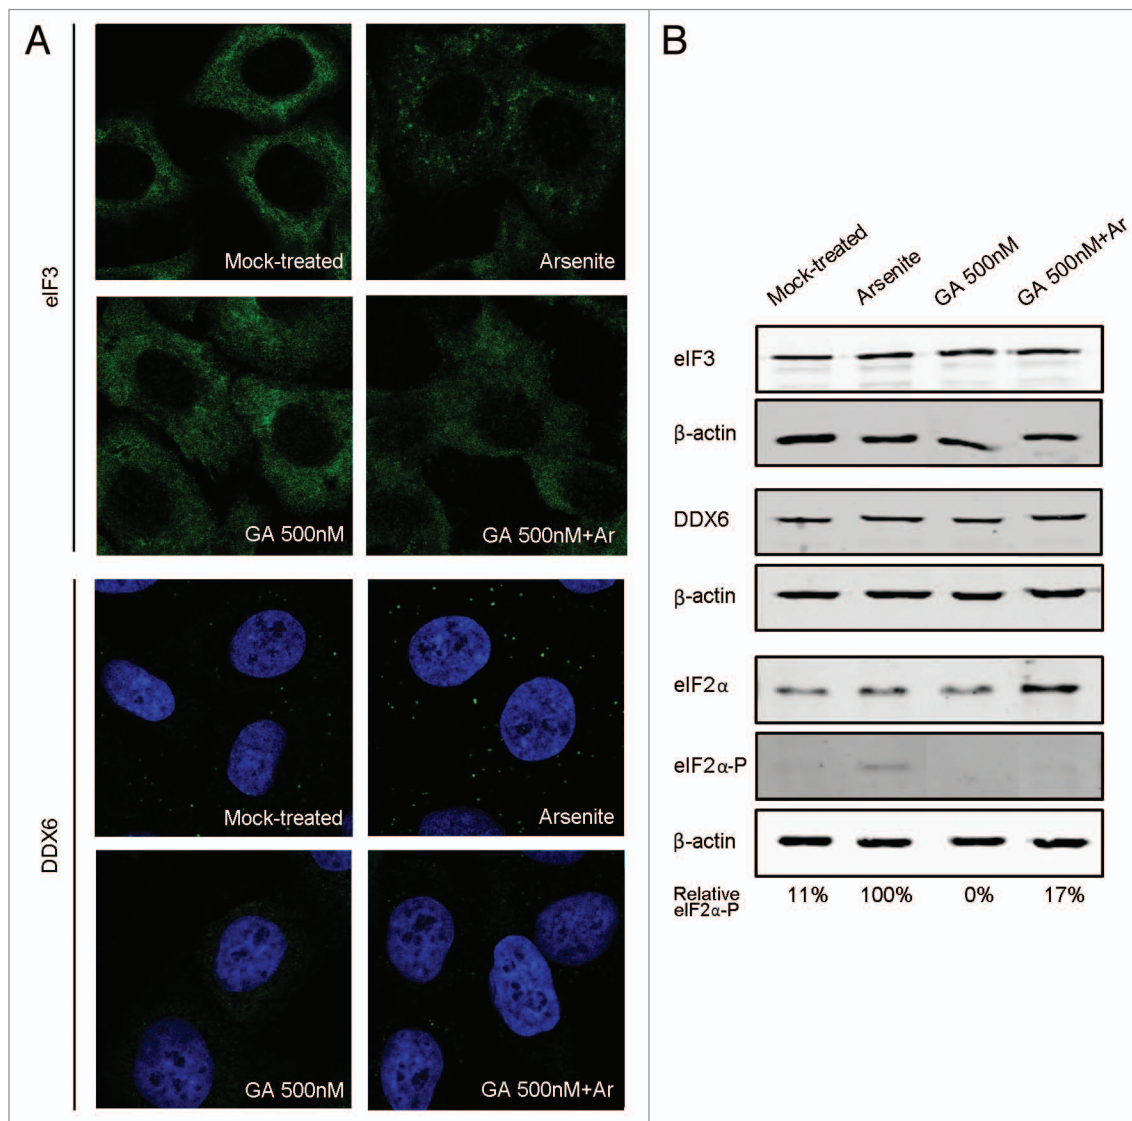 A
eIF3
Mock-treated
Arsenite
GA 500nM
GA 500nM+Ar
DDX6
Mock-treated
Arsenite
GA 500nM
GA 500nM+Ar
B
Mock-treated
Arsenite
GA 500nM
GA 500nM+Ar
eIF3
β-actin
DDX6
β-actin
eIF2α
eIF2α-P
β-actin
Relative 11% 100% 0% 17%
eIF2α-P